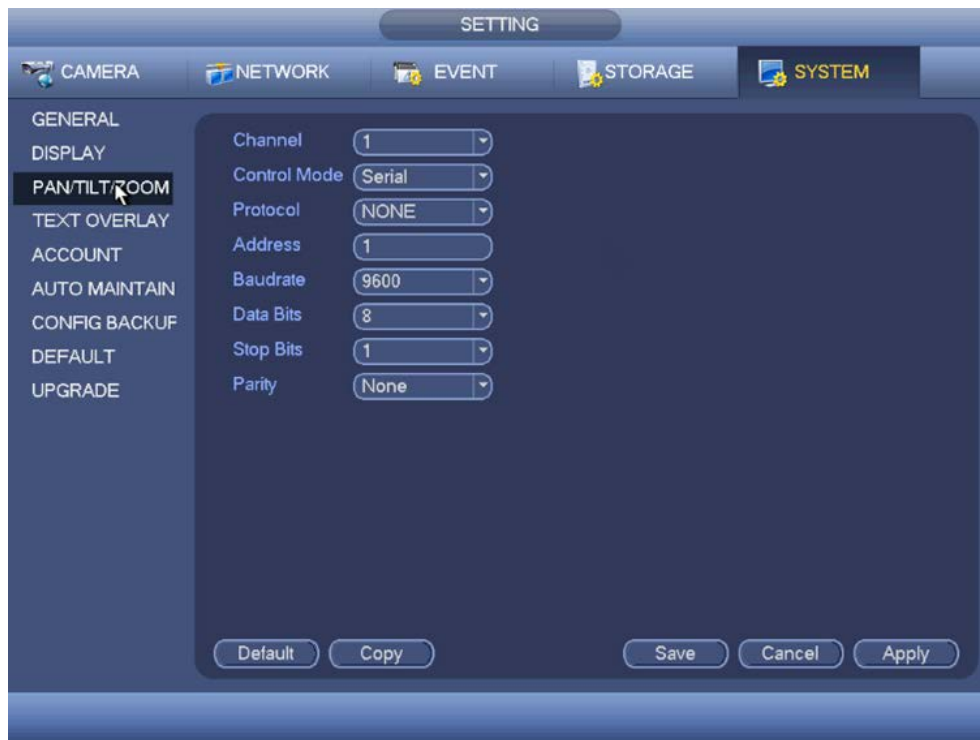 SETTING
CAMERA NETWORK EVENT STORAGE SYSTEM
GENERAL
DISPLAY
PAN/TILT/ZOOM
TEXT OVERLAY
ACCOUNT
AUTO MAINTAIN
CONFIG BACKUP
DEFAULT
UPGRADE
Channel 1
Control Mode Serial
Protocol NONE
Address 1
Baudrate 9600
Data Bits 8
Stop Bits 1
Parity None
Default Copy Save Cancel Apply